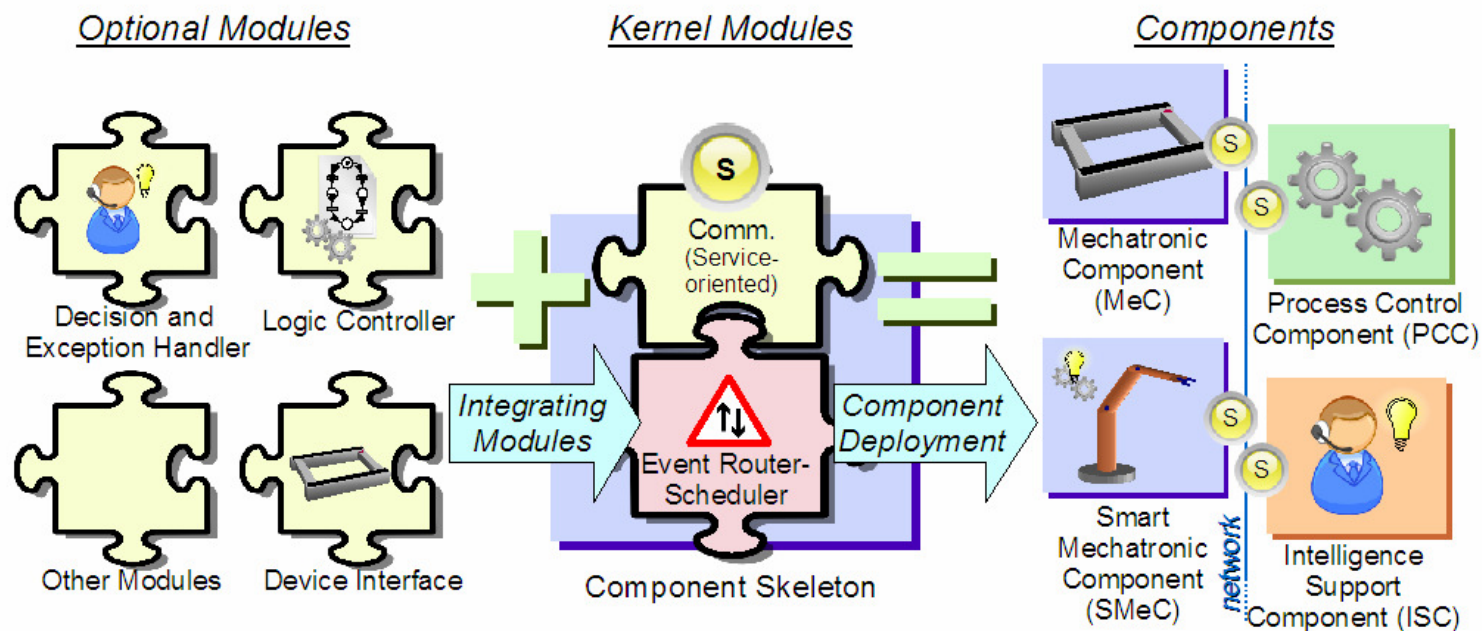 Optional Modules
Decision and
Exception Handler
Logic Controller
Other Modules
Device Interface
Integrating
Modules
Kernel Modules
S
Comm.
(Service-
oriented)
Event Router-
Scheduler
Component Skeleton
Component
Deployment
Components
S
Mechatronic
Component
(MeC)
S
Process Control
Component (PCC)
S
Smart
Mechatronic
Component
(SMeC)
network
S
Intelligence
Support
Component (ISC)